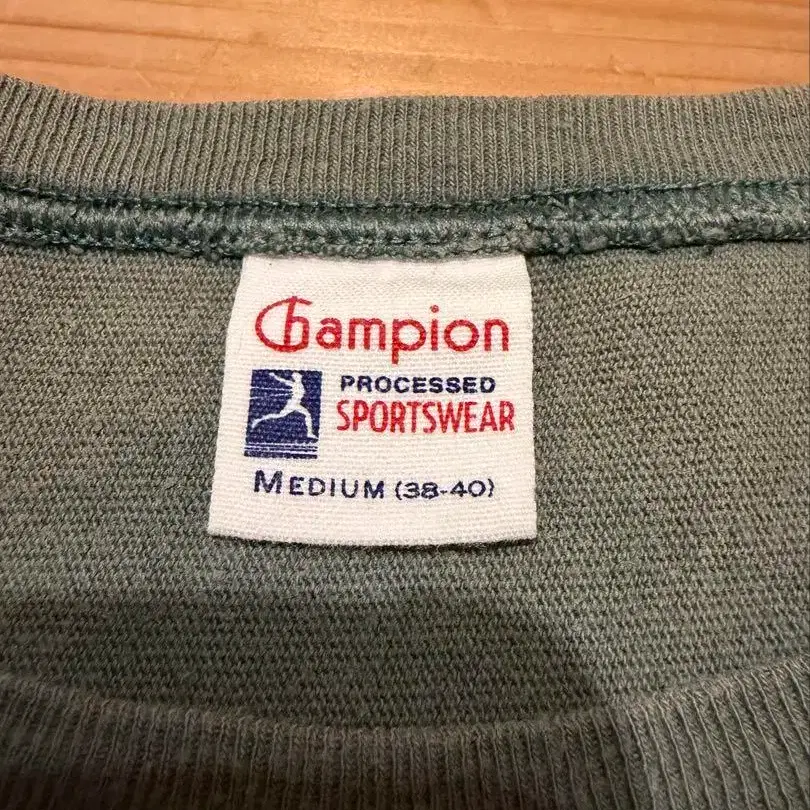 Champion
PROCESSED
SPORTSWEAR
MEDIUM (38-40)